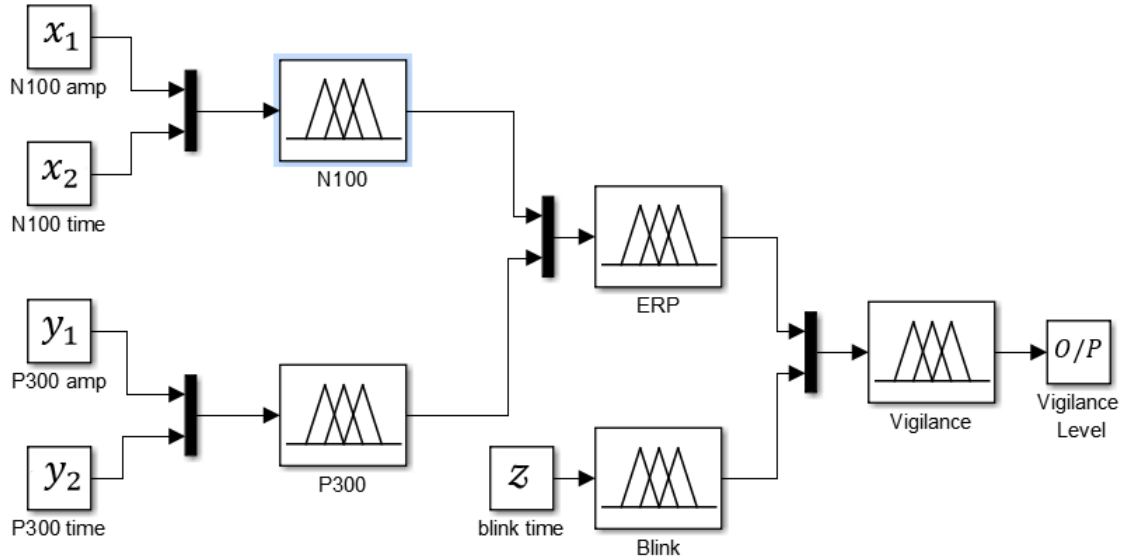 x₁
N100 amp
x₂
N100 time
N100
y₁
P300 amp
y₂
P300 time
P300
ERP
z
blink time
Blink
Vigilance
O/P
Vigilance
Level